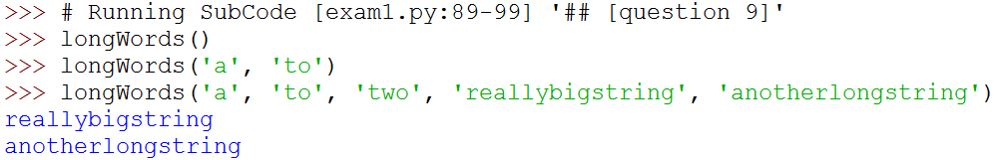 >>> # Running SubCode [exam1.py:89-99] '## [question 9]'
>>> longWords()
>>> longWords('a', 'to')
>>> longWords('a', 'to', 'two', 'reallybigstring', 'anotherlongstring')
reallybigstring
anotherlongstring